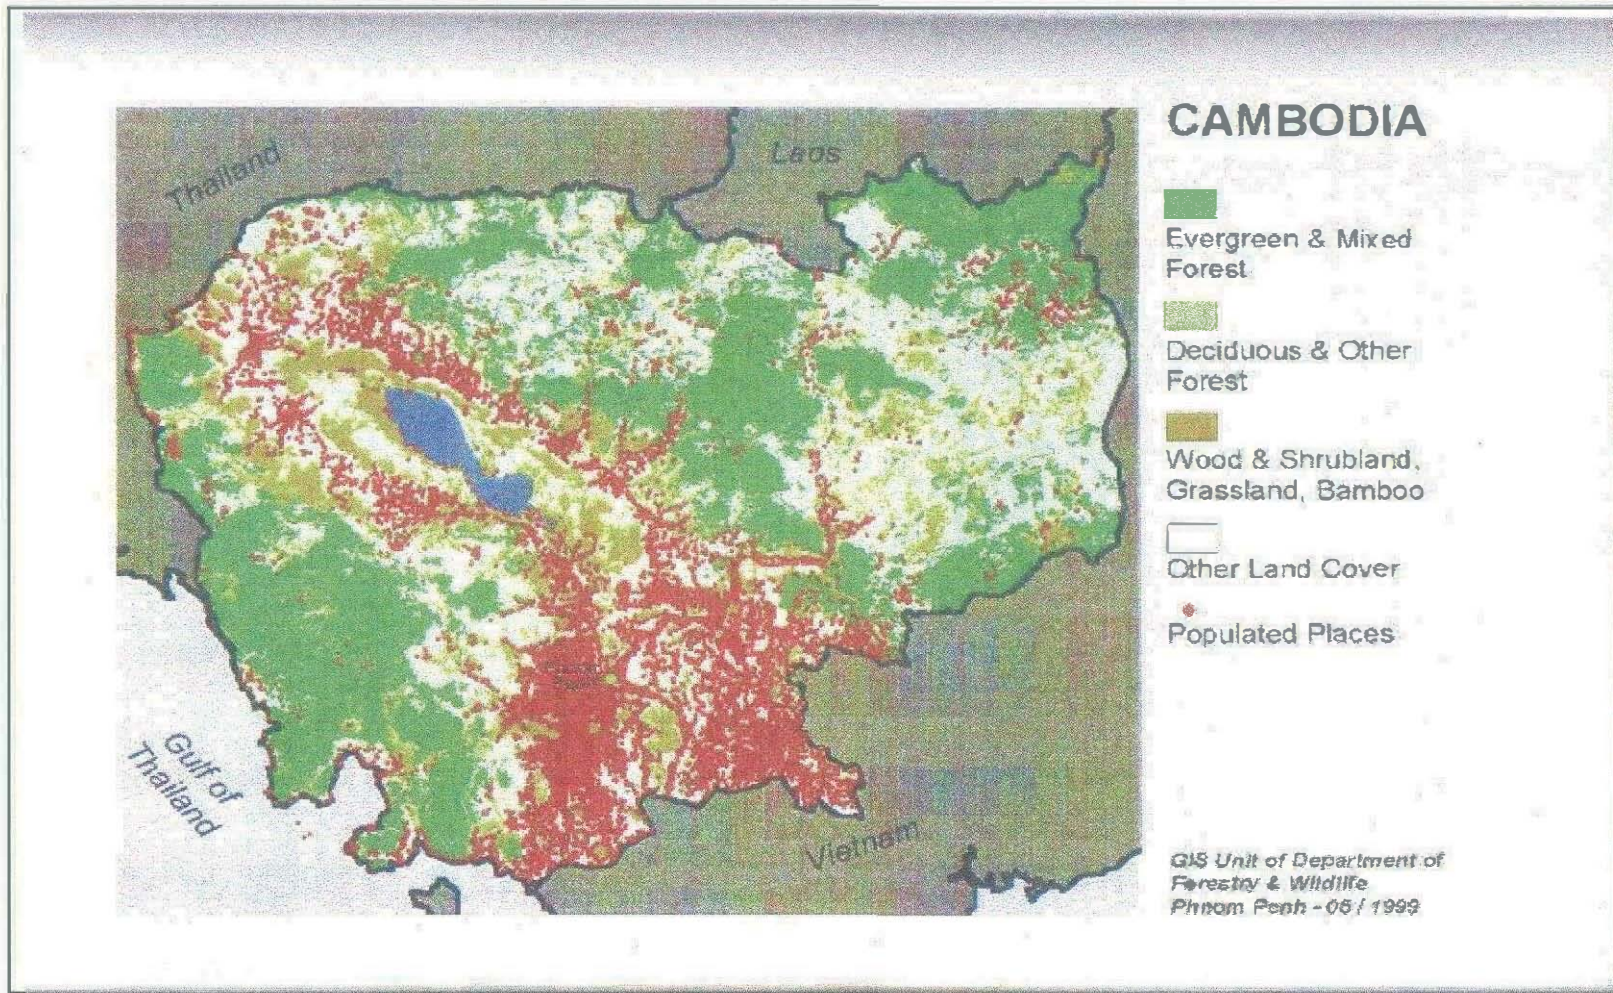 CAMBODIA
Thailand
Laos
Evergreen & Mixed
Forest
Deciduous & Other
Forest
Wood & Shrubland,
Grassland, Bamboo
Other Land Cover
Populated Places
Gulf of
Thailand
Vietnam
GIS Unit of Department of
Forestry & Wildlife
Phnom Penh - 06 / 1999